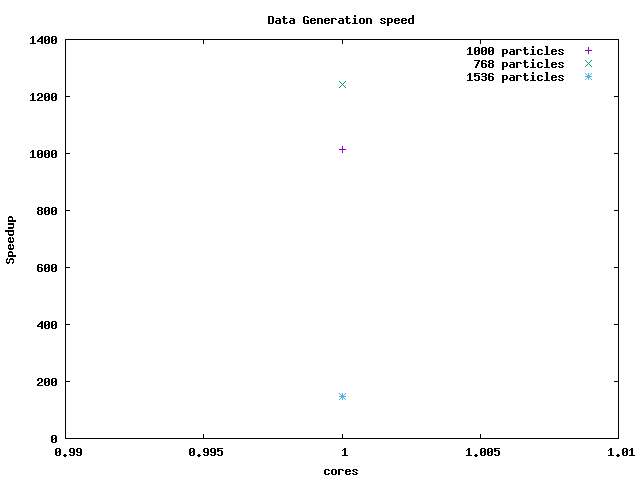 Data Generation speed
1400
1200
1000
800
600
400
200
0
Speedup
1000 particles
768 particles
1536 particles
0.99 0.995 1 1.005 1.01
cores